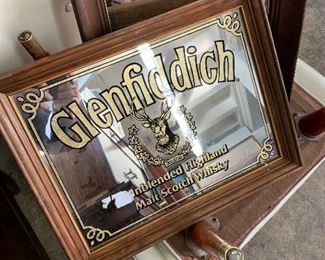 Glenfiddich
Unblended Highland
Malt Scotch Whisky